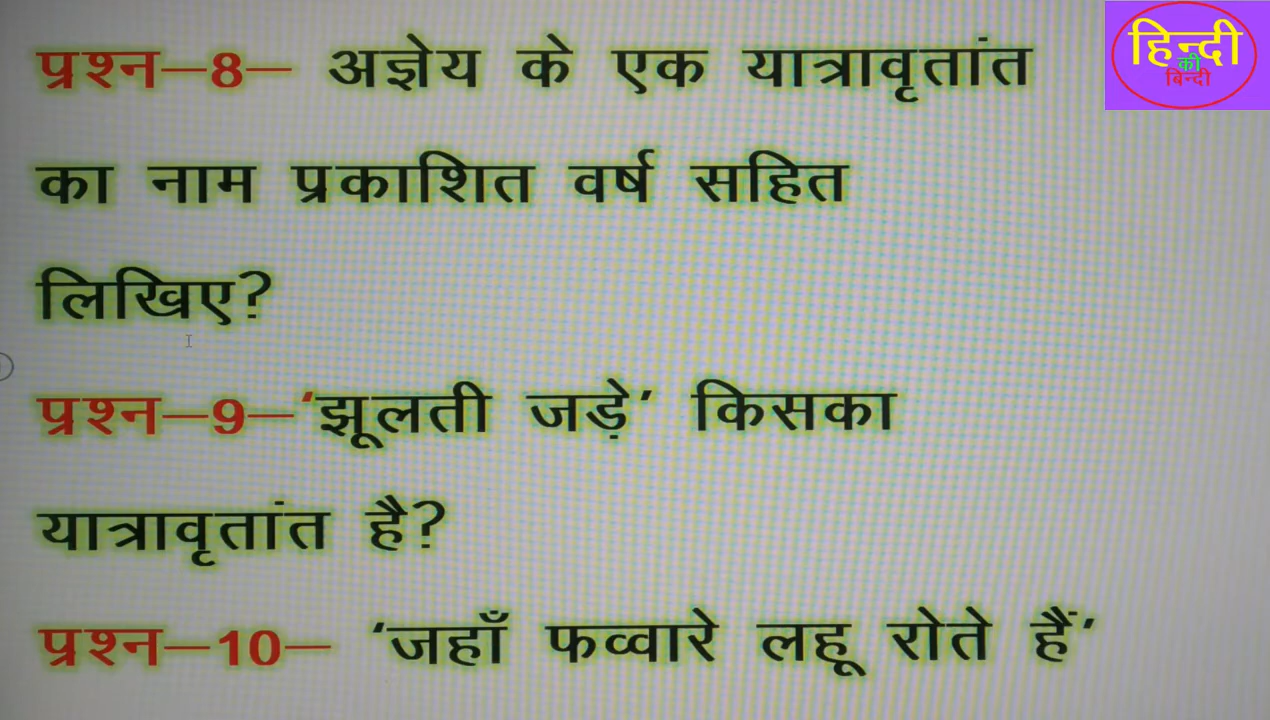 प्रश्न—8— अज्ञेय के एक यात्रावृतांत
का नाम प्रकाशित वर्ष सहित
लिखिए?
प्रश्न—9—‘झूलती जड़े’ किसका
यात्रावृतांत है?
प्रश्न—10— ‘जहाँ फव्वारे लहू रोते हैं’
हिन्दी
की
बिन्दी